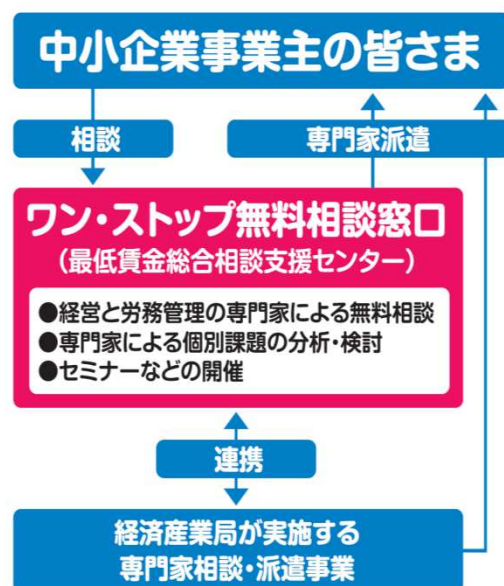 中小企業事業主の皆さま
相談
専門家派遣
ワン・ストップ無料相談窓口
(最低賃金総合相談支援センター)
●経営と労務管理の専門家による無料相談
●専門家による個別課題の分析・検討
●セミナーなどの開催
連携
経済産業局が実施する
専門家相談・派遣事業